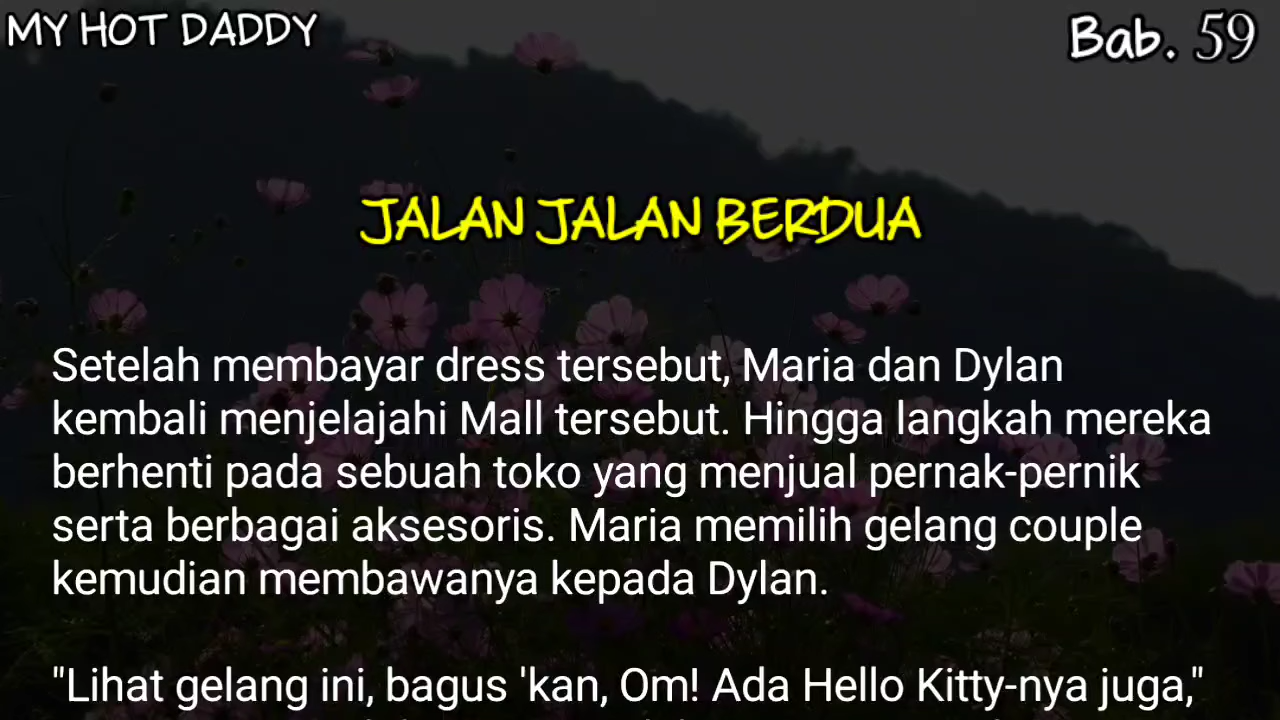 MY HOT DADDY
Bab. 59
JALAN JALAN BERDUA
Setelah membayar dress tersebut, Maria dan Dylan
kembali menjelajahi Mall tersebut. Hingga langkah mereka
berhenti pada sebuah toko yang menjual pernak-pernik
serta berbagai aksesoris. Maria memilih gelang couple
kemudian membawanya kepada Dylan.
"Lihat gelang ini, bagus 'kan, Om! Ada Hello Kitty-nya juga,"